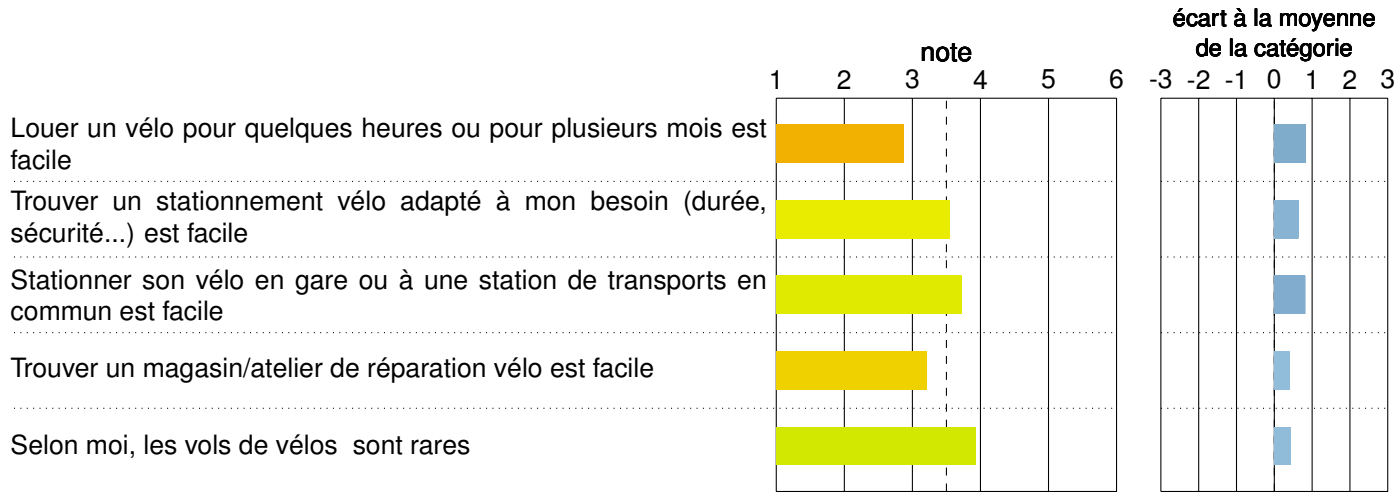 écart à la moyenne
note de la catégorie
1 2 3 4 5 6 -3 -2 -1 0 1 2 3
Louer un vélo pour quelques heures ou pour plusieurs mois est
facile
Trouver un stationnement vélo adapté à mon besoin (durée,
sécurité...) est facile
Stationner son vélo en gare ou à une station de transports en
commun est facile
Trouver un magasin/atelier de réparation vélo est facile
Selon moi, les vols de vélos sont rares